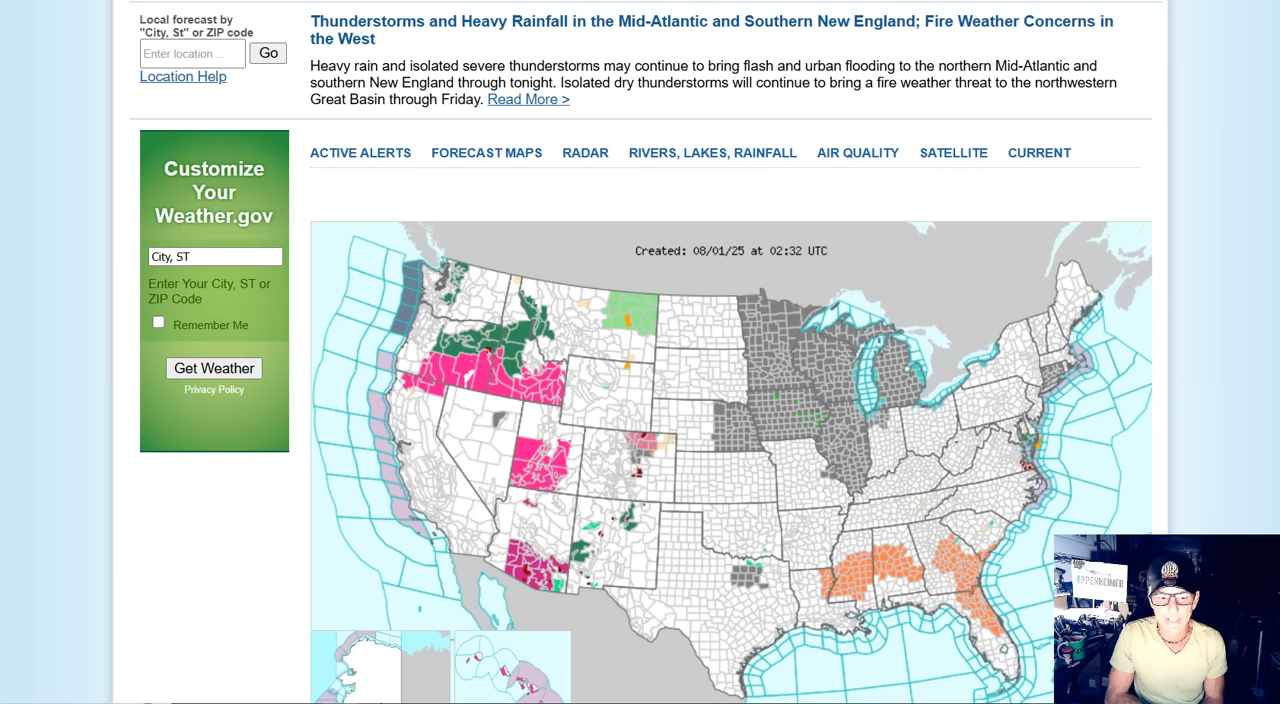 Local forecast by
"City, St" or ZIP code
Enter location ...
Go
Location Help
Thunderstorms and Heavy Rainfall in the Mid-Atlantic and Southern New England; Fire Weather Concerns in
the West
Heavy rain and isolated severe thunderstorms may continue to bring flash and urban flooding to the northern Mid-Atlantic and
southern New England through tonight. Isolated dry thunderstorms will continue to bring a fire weather threat to the northwestern
Great Basin through Friday. Read More >
Customize
Your
Weather.gov
City, ST
Enter Your City, ST or
ZIP Code
Remember Me
Get Weather
Privacy Policy
ACTIVE ALERTS FORECAST MAPS RADAR RIVERS, LAKES, RAINFALL AIR QUALITY SATELLITE CURRENT
Created: 08/01/25 at 02:32 UTC
OPPENHEIMER